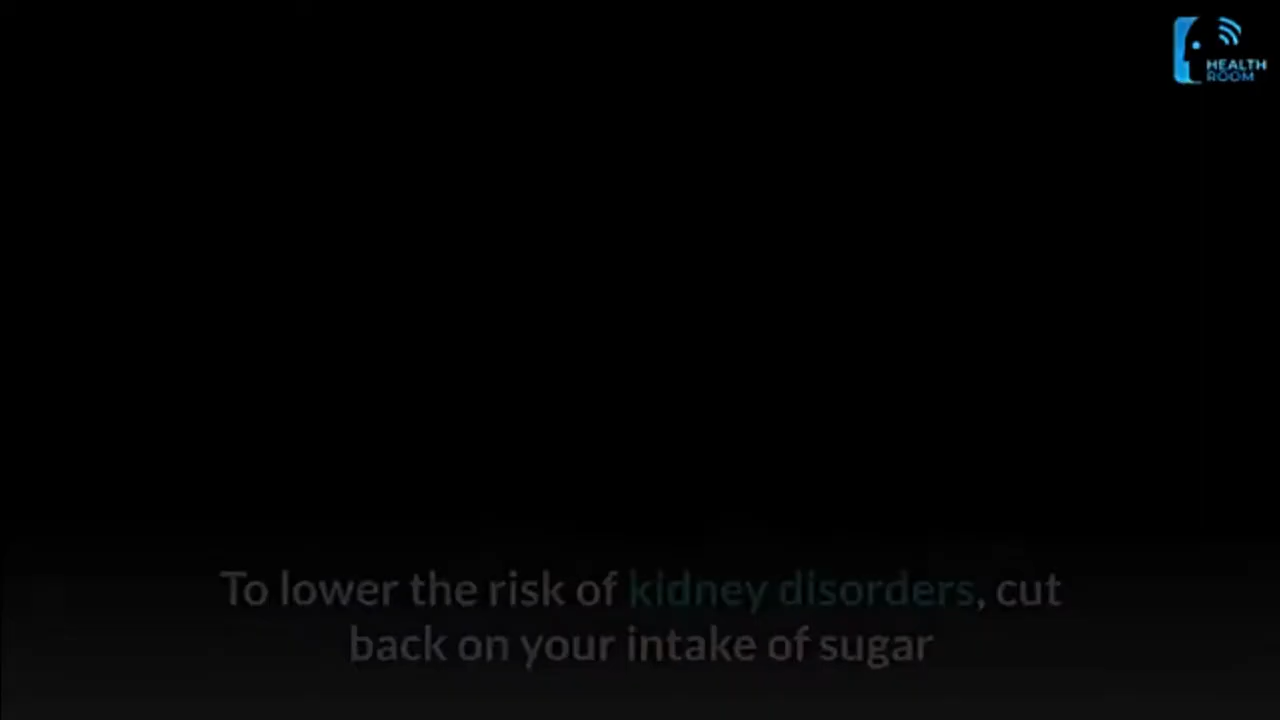 HEALTH
ROOM
To lower the risk of kidney disorders, cut
back on your intake of sugar